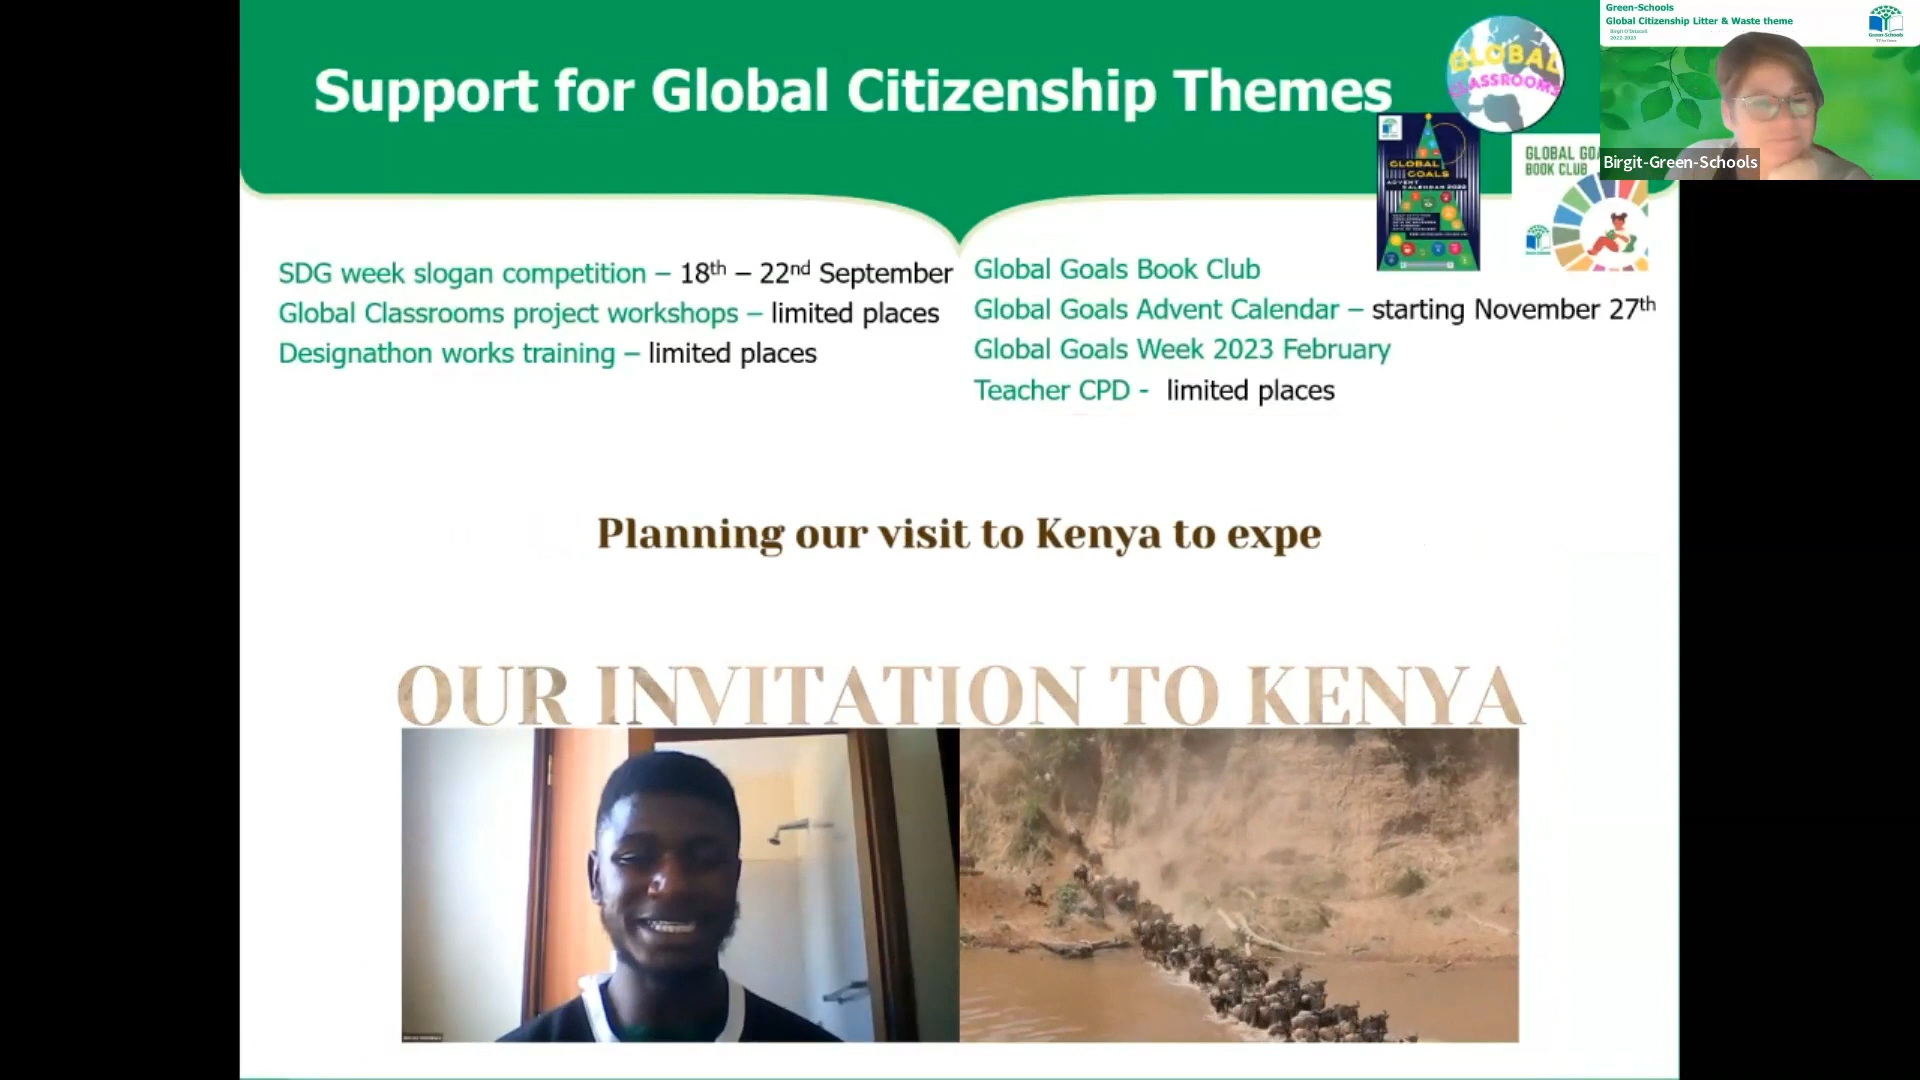 Support for Global Citizenship Themes
GLOBAL
CLASSROOMS
Green-Schools
Global Citizenship Litter & Waste theme
Birgit O'Driscoll
2022-2023
Green-Schools
Birgit-Green-Schools
GLOBAL
GOALS
ADVENT
CALENDAR 2022
GLOBAL GOA
BOOK CLUB
SDG week slogan competition – 18th – 22nd September
Global Classrooms project workshops – limited places
Designathon works training – limited places
Global Goals Book Club
Global Goals Advent Calendar – starting November 27th
Global Goals Week 2023 February
Teacher CPD - limited places
Planning our visit to Kenya to expe
OUR INVITATION TO KENYA